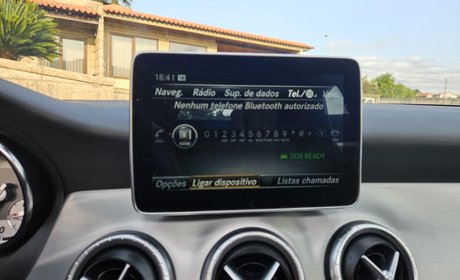 18:41
Naveg. Rádio Sup. de dados Tel./ Veíc.
Nenhum telefone Bluetooth autorizado
0 1 2 3 4 5 6 7 8 9 * # +
SOS READY
Opções Ligar dispositivo Listas chamadas